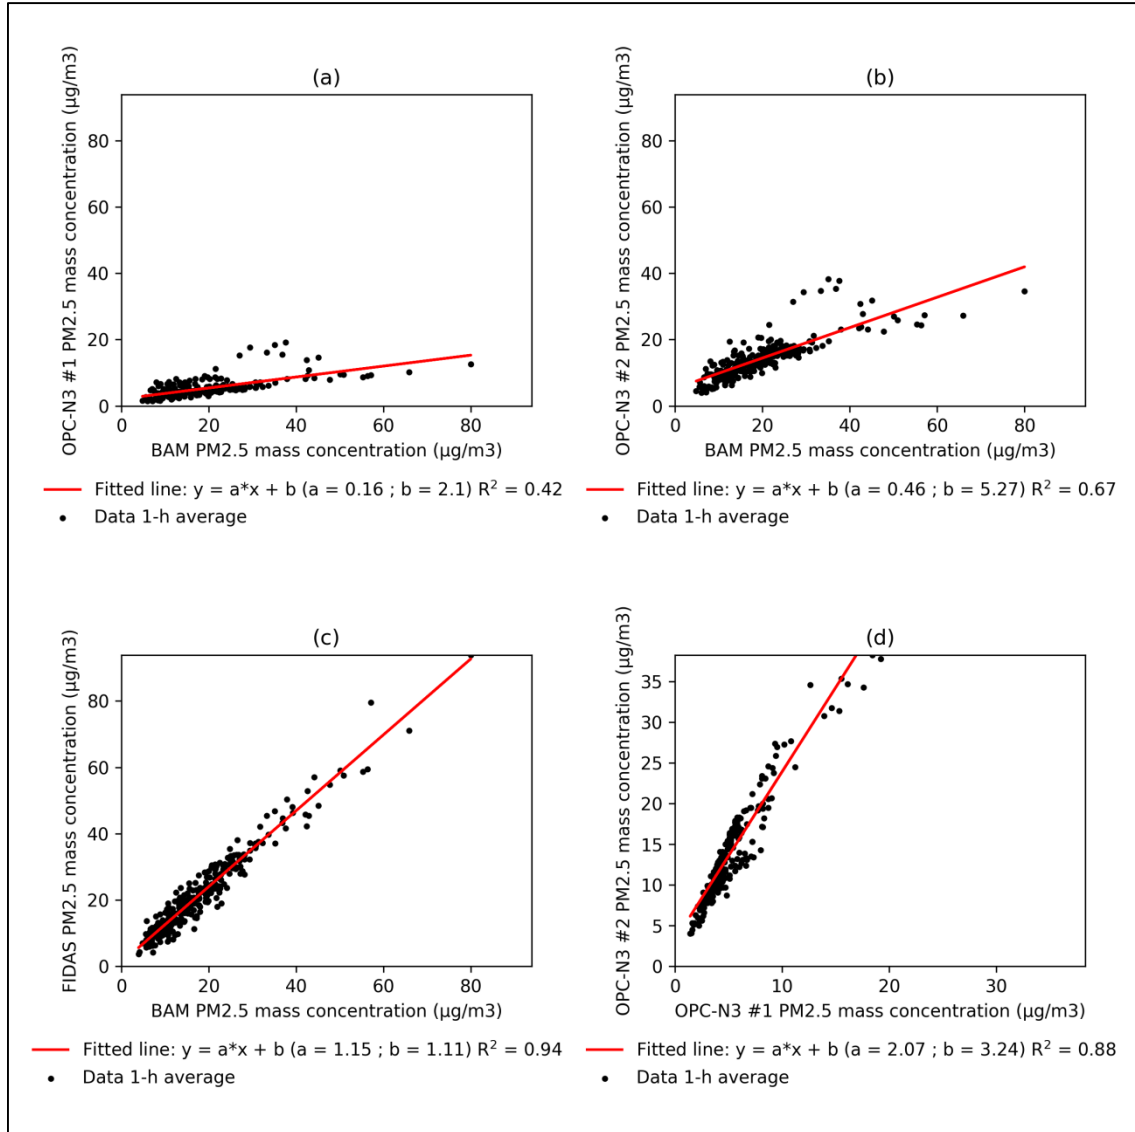 (a)
OPC-N3 #1 PM2.5 mass concentration (µg/m3)
80
60
40
20
0
0 20 40 60 80
BAM PM2.5 mass concentration (µg/m3)
Fitted line: y = a*x + b (a = 0.16 ; b = 2.1) R² = 0.42
Data 1-h average
(b)
OPC-N3 #2 PM2.5 mass concentration (µg/m3)
80
60
40
20
0
0 20 40 60 80
BAM PM2.5 mass concentration (µg/m3)
Fitted line: y = a*x + b (a = 0.46 ; b = 5.27) R² = 0.67
Data 1-h average
(c)
FIDAS PM2.5 mass concentration (µg/m3)
80
60
40
20
0
0 20 40 60 80
BAM PM2.5 mass concentration (µg/m3)
Fitted line: y = a*x + b (a = 1.15 ; b = 1.11) R² = 0.94
Data 1-h average
(d)
OPC-N3 #2 PM2.5 mass concentration (µg/m3)
35
30
25
20
15
10
5
0
0 10 20 30
OPC-N3 #1 PM2.5 mass concentration (µg/m3)
Fitted line: y = a*x + b (a = 2.07 ; b = 3.24) R² = 0.88
Data 1-h average